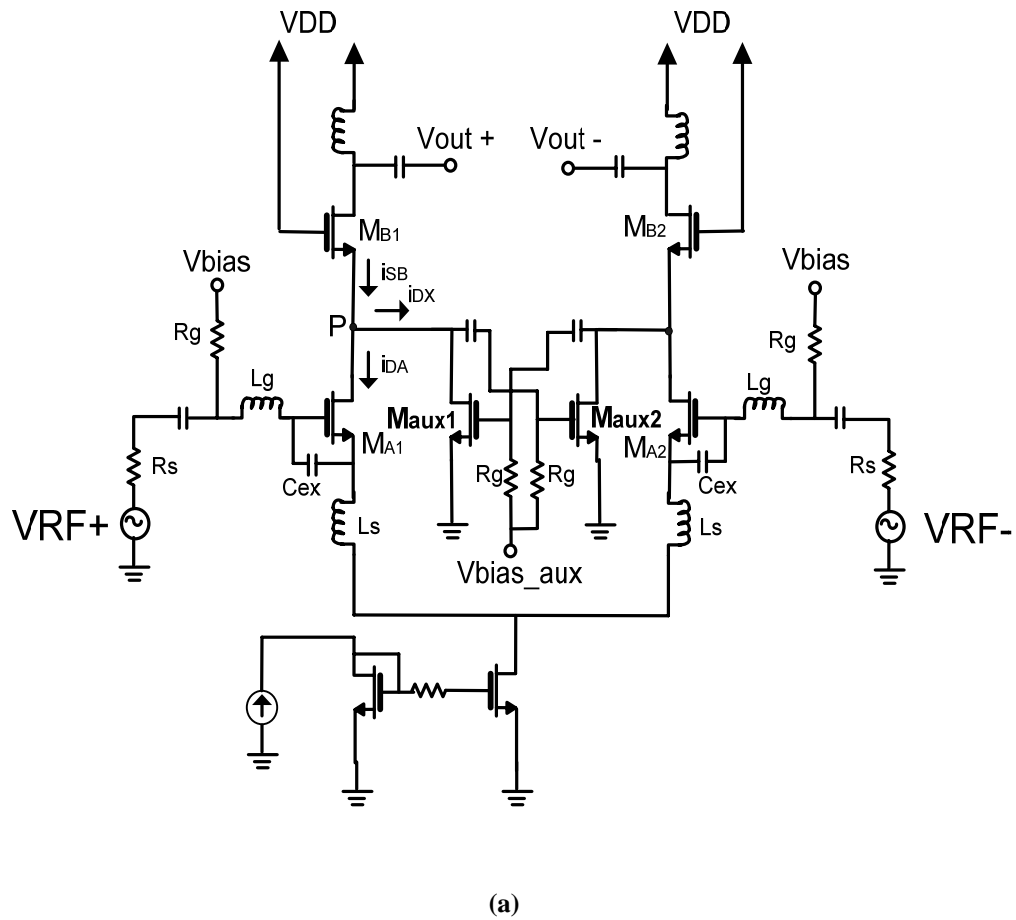 VDD
VDD
Vout +
Vout -
MB1
MB2
Vbias
Vbias
iSB
iDX
P
Rg
Rg
iDA
Lg
Lg
Maux1
Maux2
MA1
MA2
Rs
Cex
Rg
Rg
Cex
Rs
VRF+
Ls
Ls
VRF-
Vbias_aux
(a)